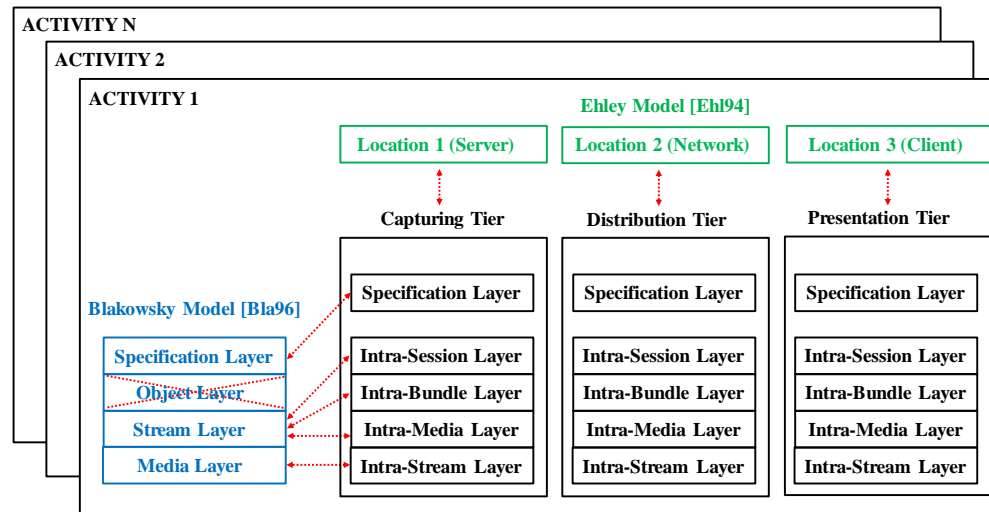 ACTIVITY N
ACTIVITY 2
ACTIVITY 1
Ehley Model [Ehl94]
Location 1 (Server)
Location 2 (Network)
Location 3 (Client)
Capturing Tier
Distribution Tier
Presentation Tier
Blakowsky Model [Bla96]
Specification Layer
Object Layer
Stream Layer
Media Layer
Specification Layer
Intra-Session Layer
Intra-Bundle Layer
Intra-Media Layer
Intra-Stream Layer
Specification Layer
Intra-Session Layer
Intra-Bundle Layer
Intra-Media Layer
Intra-Stream Layer
Specification Layer
Intra-Session Layer
Intra-Bundle Layer
Intra-Media Layer
Intra-Stream Layer